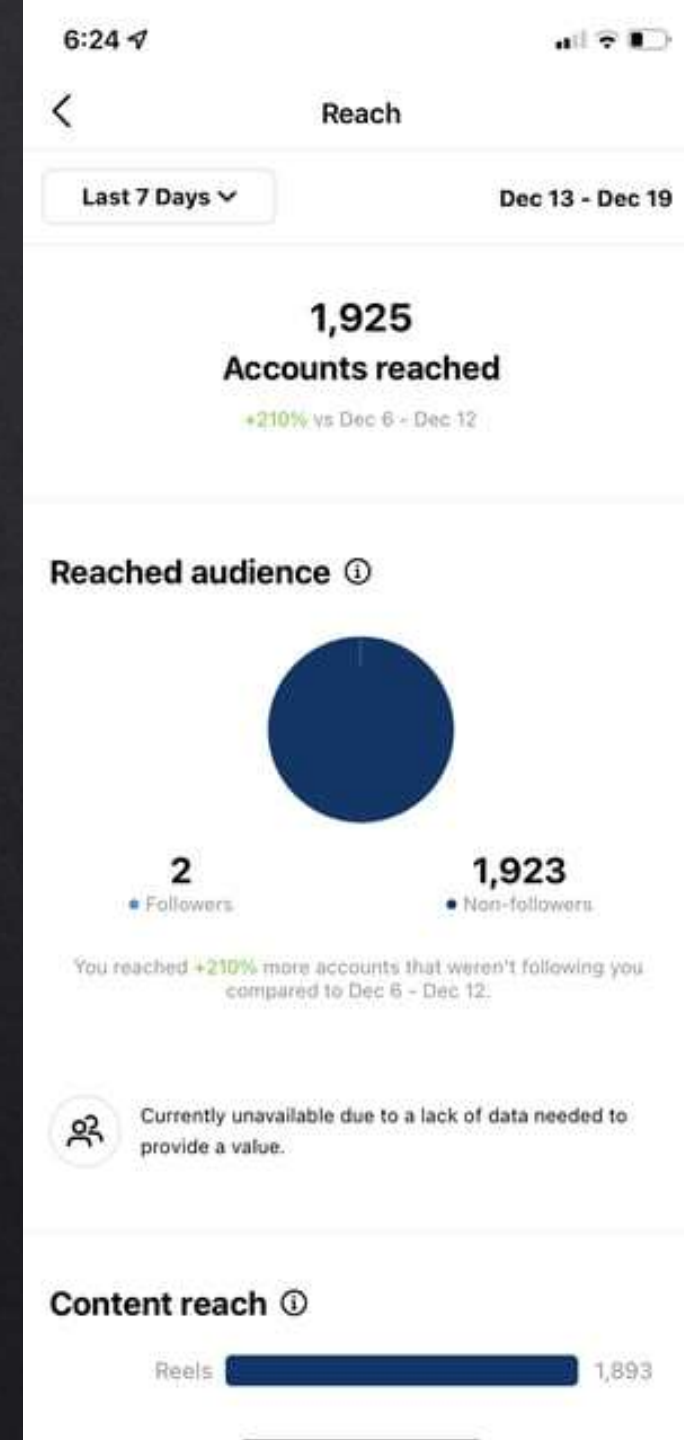 6:24
Reach
Last 7 Days
Dec 13 - Dec 19
1,925
Accounts reached
+210% vs Dec 6 - Dec 12
Reached audience
2
Followers
1,923
Non-followers
You reached +210% more accounts that weren't following you
compared to Dec 6 - Dec 12.
Currently unavailable due to a lack of data needed to
provide a value.
Content reach
Reels
1,893